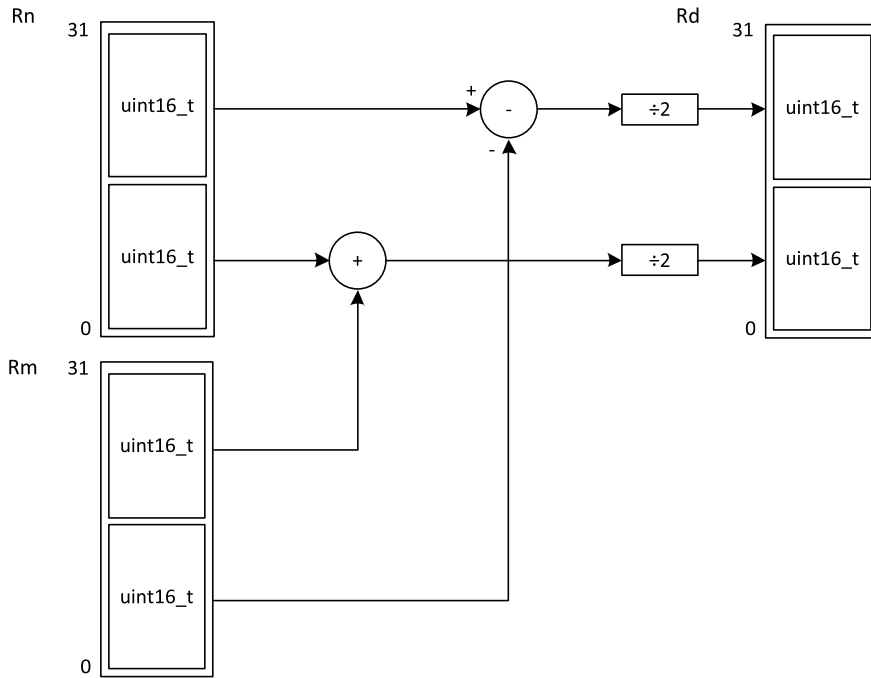 Rn
31
uint16_t
uint16_t
0
Rm
31
uint16_t
uint16_t
0
+
-
-
+
÷2
÷2
Rd
31
uint16_t
uint16_t
0